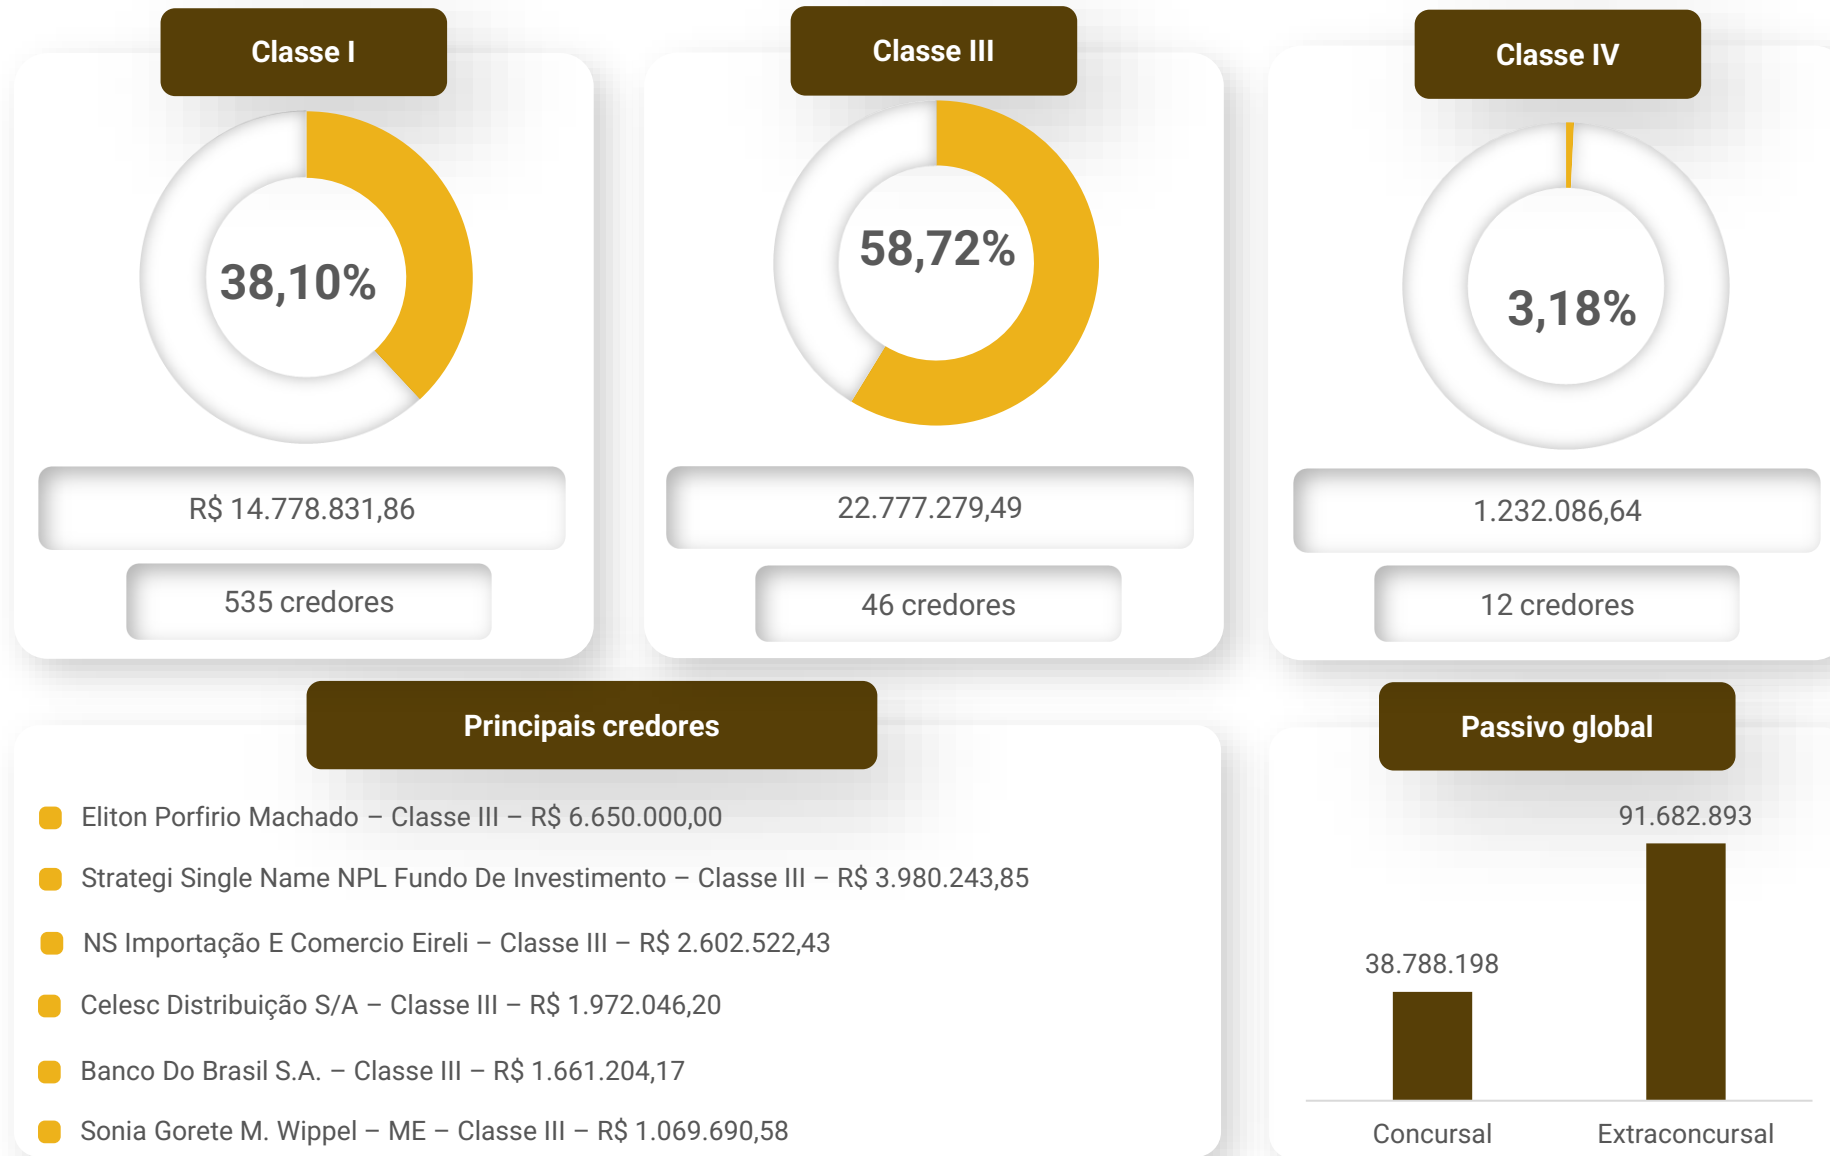 Classe I
38,10%
R$ 14.778.831,86
535 credores
Classe III
58,72%
22.777.279,49
46 credores
Classe IV
3,18%
1.232.086,64
12 credores
Principais credores
Eliton Porfirio Machado – Classe III – R$ 6.650.000,00
Strategi Single Name NPL Fundo De Investimento – Classe III – R$ 3.980.243,85
NS Importação E Comercio Eireli – Classe III – R$ 2.602.522,43
Celesc Distribuição S/A – Classe III – R$ 1.972.046,20
Banco Do Brasil S.A. – Classe III – R$ 1.661.204,17
Sonia Gorete M. Wippel – ME – Classe III – R$ 1.069.690,58
Passivo global
91.682.893
38.788.198
Concursal
Extraconcursal